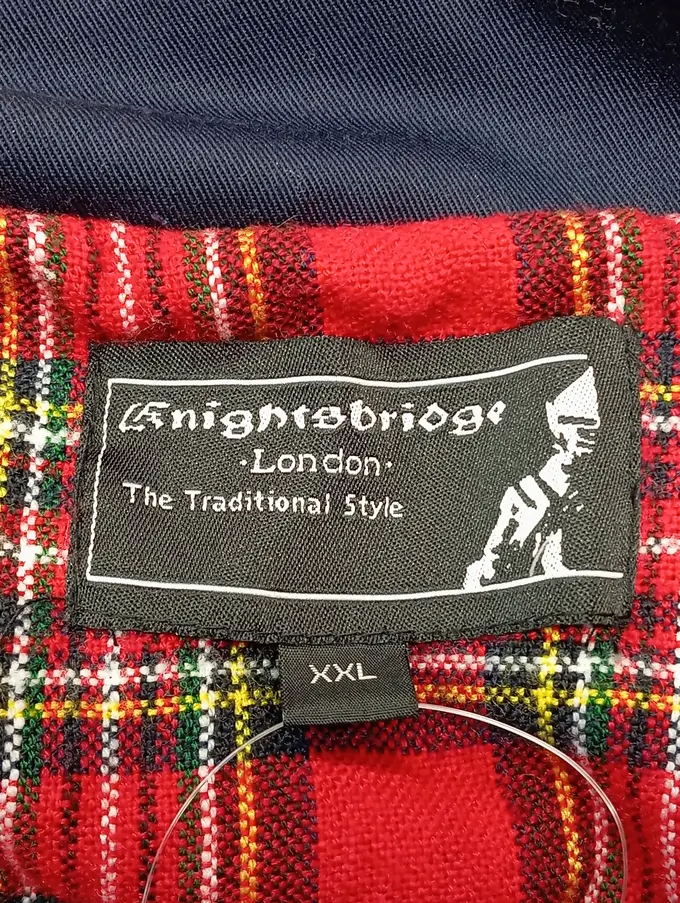 Knightsbridge
·London·
The Traditional Style
XXL